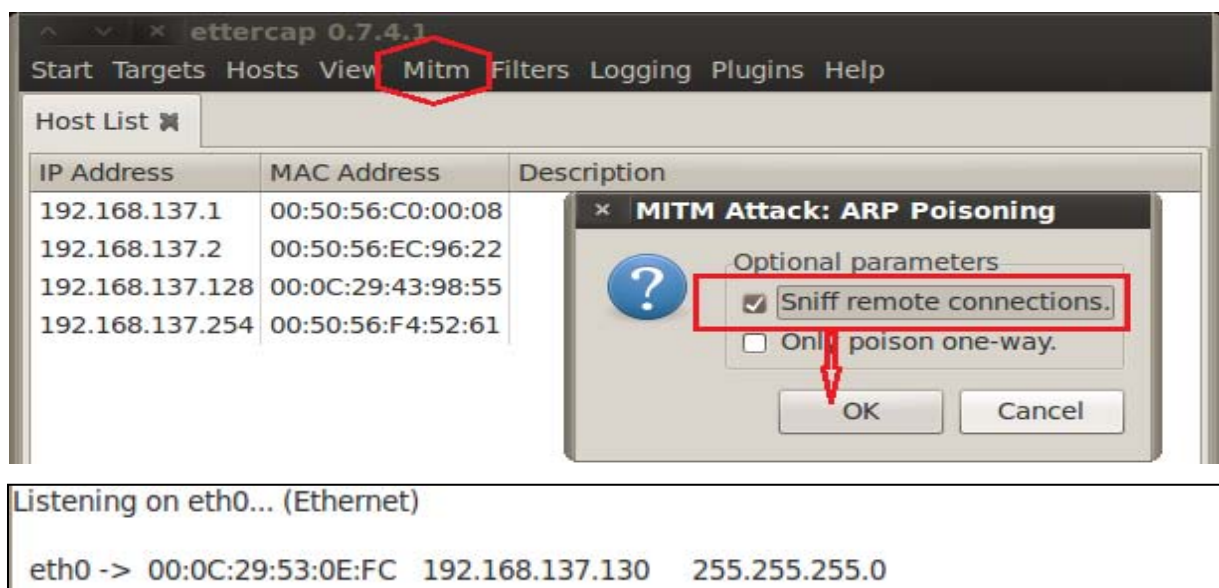 ettercap 0.7.4.1
Start Targets Hosts View Mitm Filters Logging Plugins Help
Host List
IP Address MAC Address Description
192.168.137.1 00:50:56:C0:00:08
192.168.137.2 00:50:56:EC:96:22
192.168.137.128 00:0C:29:43:98:55
192.168.137.254 00:50:56:F4:52:61
MITM Attack: ARP Poisoning
Optional parameters
Sniff remote connections.
Only poison one-way.
OK Cancel
Listening on eth0... (Ethernet)
eth0 -> 00:0C:29:53:0E:FC 192.168.137.130 255.255.255.0